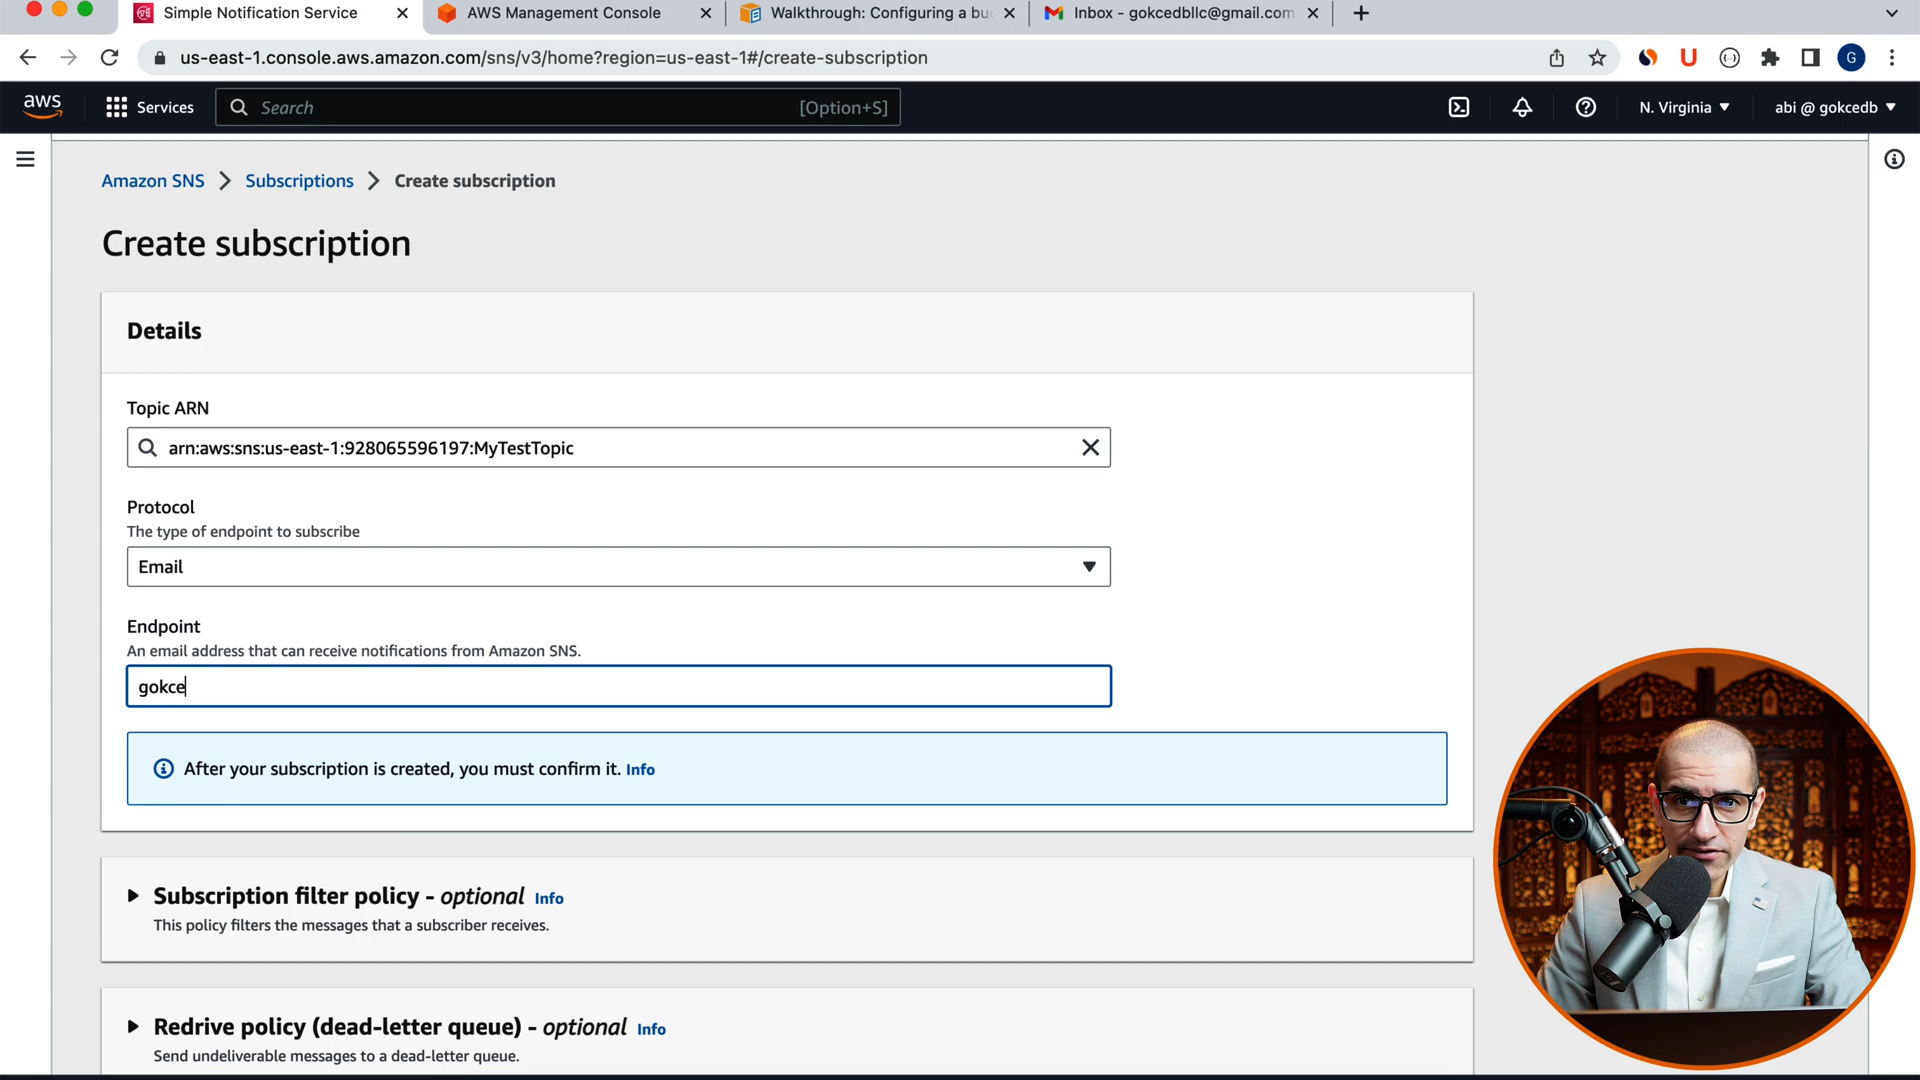 Simple Notification Service
AWS Management Console
Walkthrough: Configuring a bu
Inbox - gokcedbllc@gmail.com
us-east-1.console.aws.amazon.com/sns/v3/home?region=us-east-1#/create-subscription
U
G
aws
Services
Search
[Option+S]
N. Virginia
abi @ gokcedb
Amazon SNS
Subscriptions
Create subscription
Create subscription
Details
Topic ARN
arn:aws:sns:us-east-1:928065596197:MyTestTopic
Protocol
The type of endpoint to subscribe
Email
Endpoint
An email address that can receive notifications from Amazon SNS.
gokce
After your subscription is created, you must confirm it. Info
Subscription filter policy - optional Info
This policy filters the messages that a subscriber receives.
Redrive policy (dead-letter queue) - optional Info
Send undeliverable messages to a dead-letter queue.